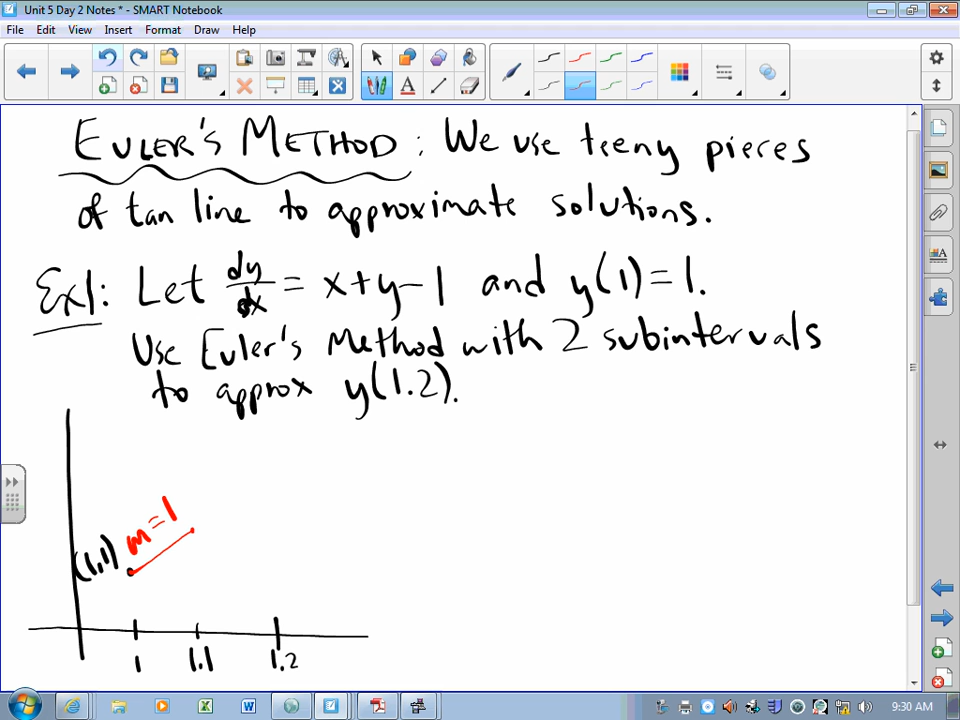 Unit 5 Day 2 Notes * - SMART Notebook
File Edit View Insert Format Draw Help
EULER'S METHOD : We use teeny pieces
of tan line to approximate solutions.
Ex1: Let dy/dx = x+y-1 and y(1)=1.
Use Euler's Method with 2 subintervals
to approx y(1.2).
m=1
(1,1)
1 1.1 1.2
9:30 AM